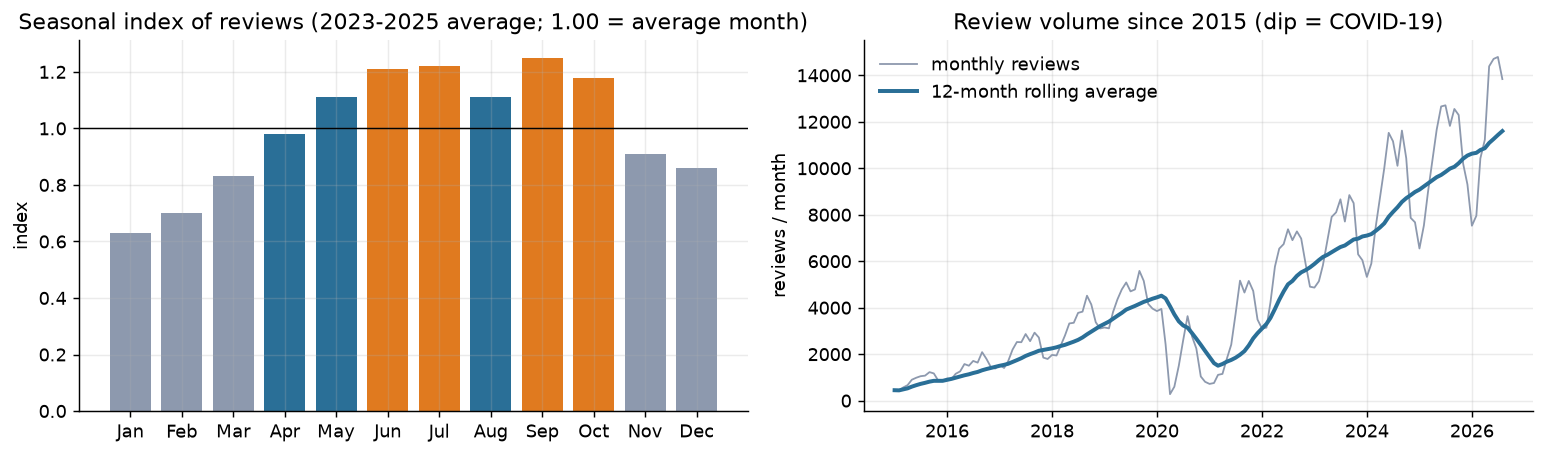 Seasonal index of reviews (2023-2025 average; 1.00 = average month)
index
1.2
1.0
0.8
0.6
0.4
0.2
0.0
Jan Feb Mar Apr May Jun Jul Aug Sep Oct Nov Dec
Review volume since 2015 (dip = COVID-19)
monthly reviews
12-month rolling average
reviews / month
14000
12000
10000
8000
6000
4000
2000
0
2016 2018 2020 2022 2024 2026